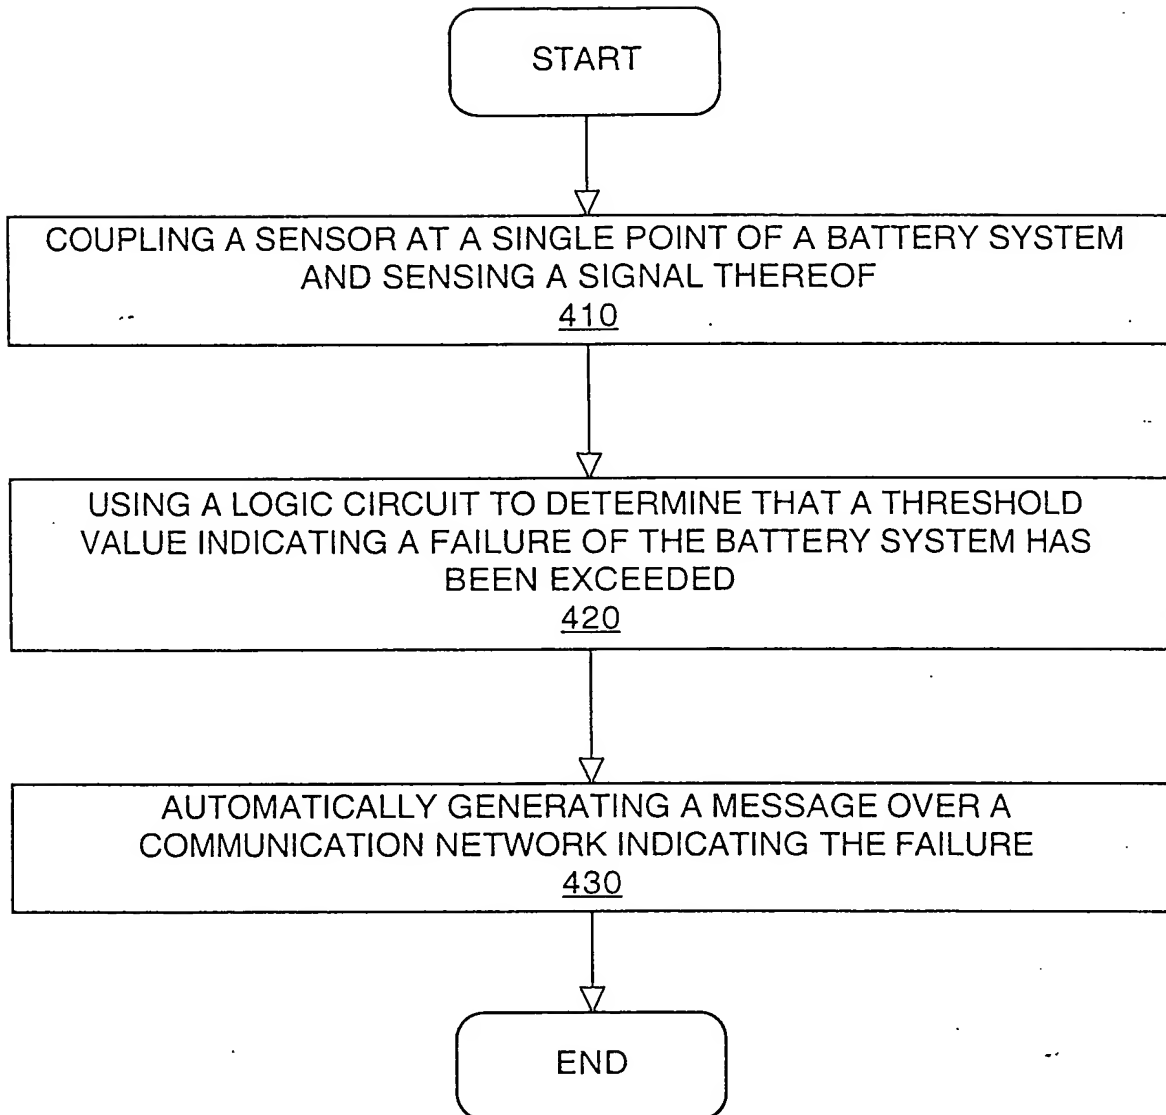 START
COUPLING A SENSOR AT A SINGLE POINT OF A BATTERY SYSTEM
AND SENSING A SIGNAL THEREOF
410
USING A LOGIC CIRCUIT TO DETERMINE THAT A THRESHOLD
VALUE INDICATING A FAILURE OF THE BATTERY SYSTEM HAS
BEEN EXCEEDED
420
AUTOMATICALLY GENERATING A MESSAGE OVER A
COMMUNICATION NETWORK INDICATING THE FAILURE
430
END